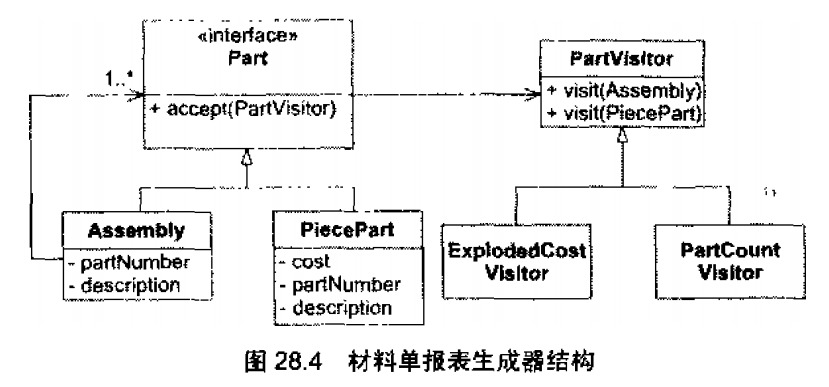 «interface»
Part
1..*
+ accept(PartVisitor)
PartVisitor
+ visit(Assembly)
+ visit(PiecePart)
Assembly
- partNumber
- description
PiecePart
- cost
- partNumber
- description
ExplodedCost
Visitor
PartCount
Visitor
图 28.4 材料单报表生成器结构